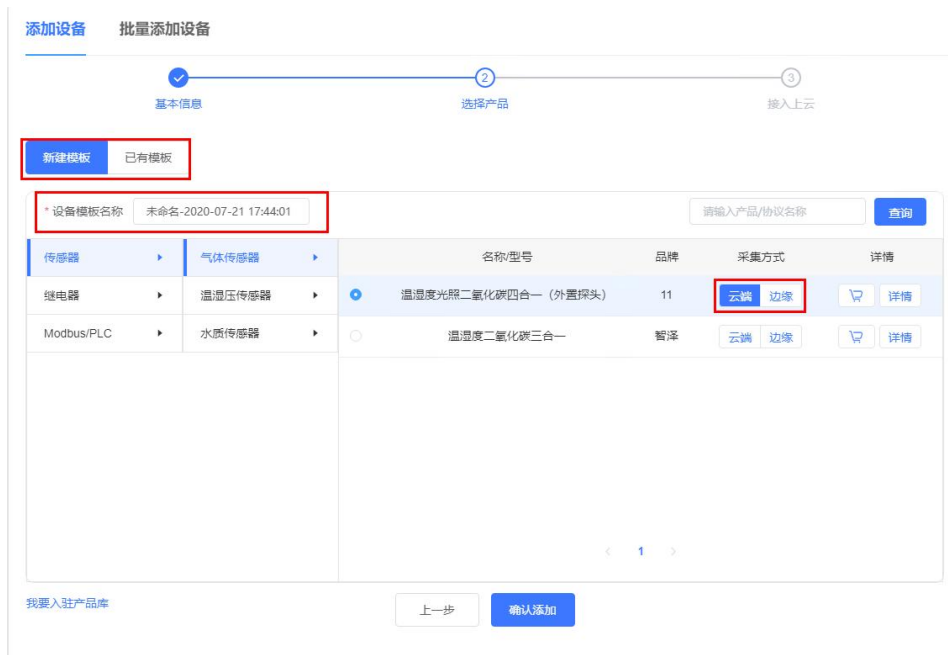 添加设备 批量添加设备
2 3
基本信息 选择产品 接入上云
新建模板 已有模板
* 设备模板名称 未命名-2020-07-21 17:44:01 请输入产品/协议名称 查询
传感器 气体传感器 名称/型号 品牌 采集方式 详情
继电器 温湿压传感器 温湿度光照二氧化碳四合一（外置探头） 11 云端 边缘 详情
Modbus/PLC 水质传感器 温湿度二氧化碳三合一 智泽 云端 边缘 详情
< 1 >
我要入驻产品库 上一步 确认添加